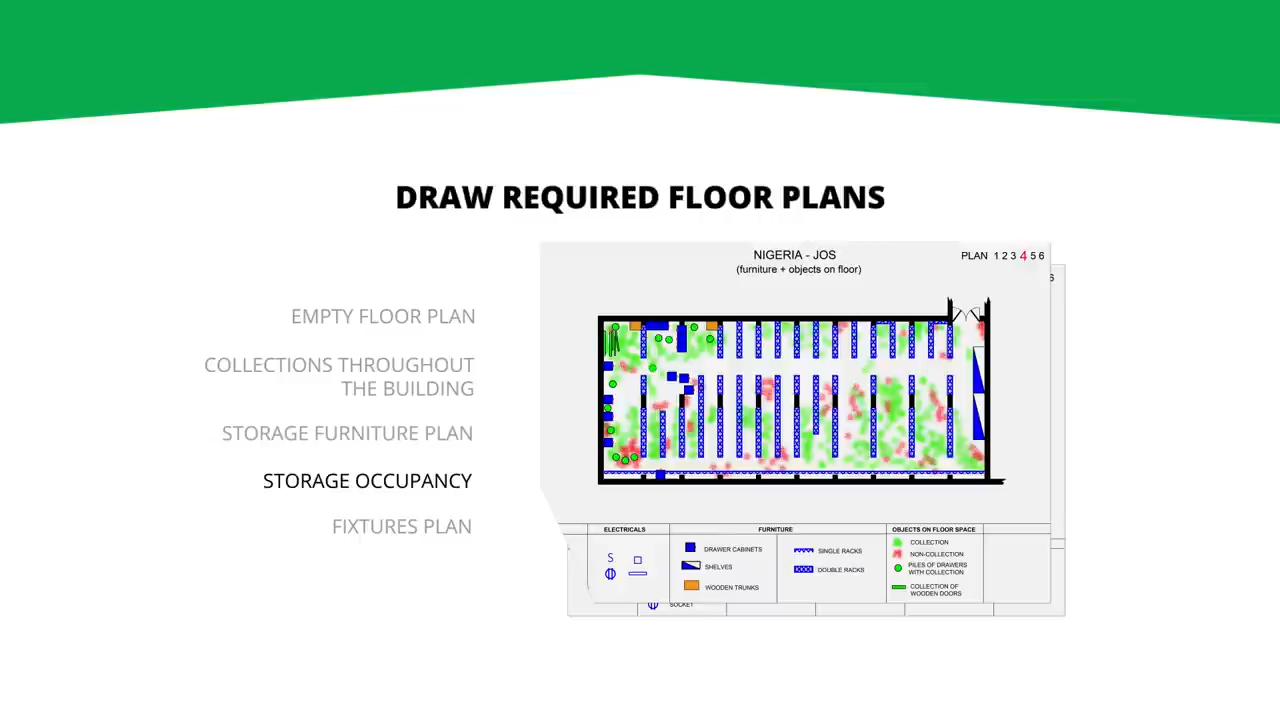 DRAW REQUIRED FLOOR PLANS
EMPTY FLOOR PLAN
COLLECTIONS THROUGHOUT
THE BUILDING
STORAGE FURNITURE PLAN
STORAGE OCCUPANCY
FIXTURES PLAN
NIGERIA - JOS
(furniture + objects on floor)
PLAN 1 2 3 4 5 6
6
ELECTRICALS
S
FURNITURE
DRAWER CABINETS
SHELVES
WOODEN TRUNKS
SINGLE RACKS
DOUBLE RACKS
OBJECTS ON FLOOR SPACE
COLLECTION
NON-COLLECTION
PILES OF DRAWERS
WITH COLLECTION
COLLECTION OF
WOODEN DOORS
SOCKET